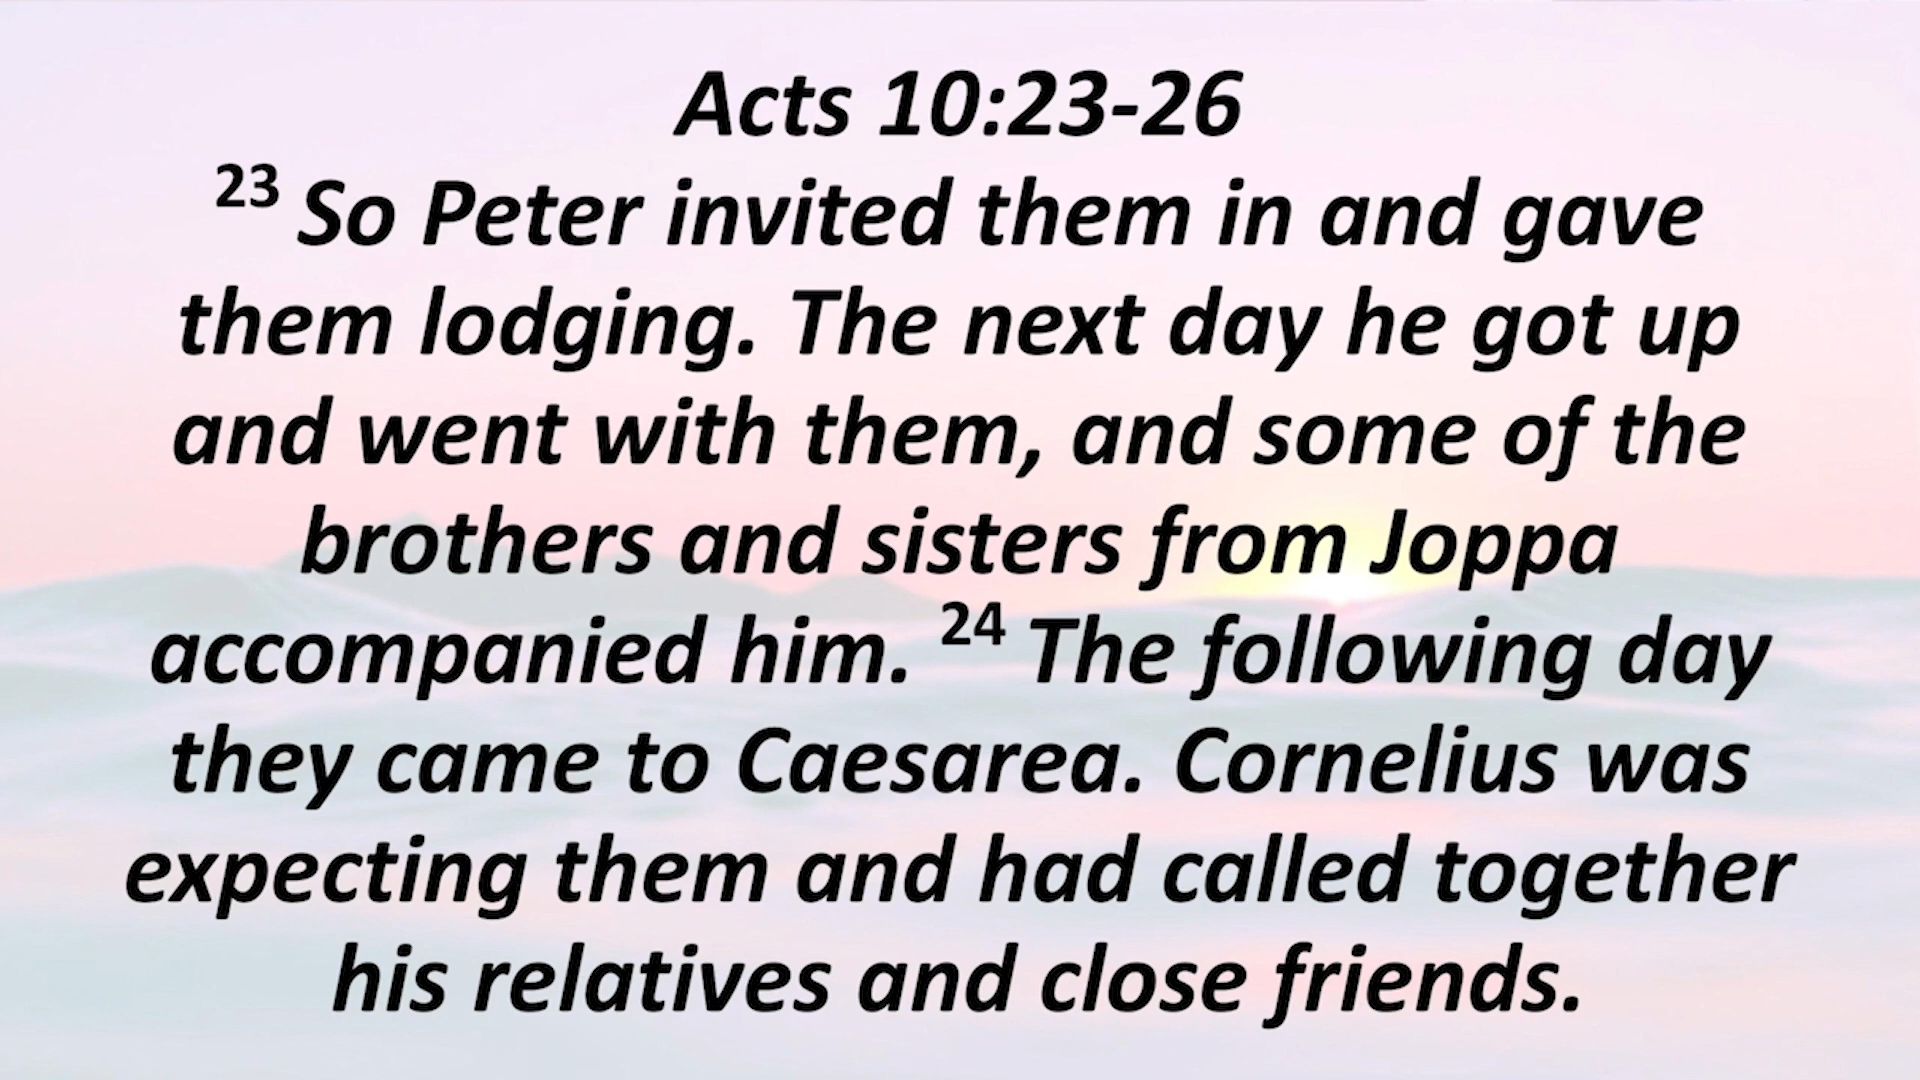 Acts 10:23-26
23 So Peter invited them in and gave
them lodging. The next day he got up
and went with them, and some of the
brothers and sisters from Joppa
accompanied him. 24 The following day
they came to Caesarea. Cornelius was
expecting them and had called together
his relatives and close friends.